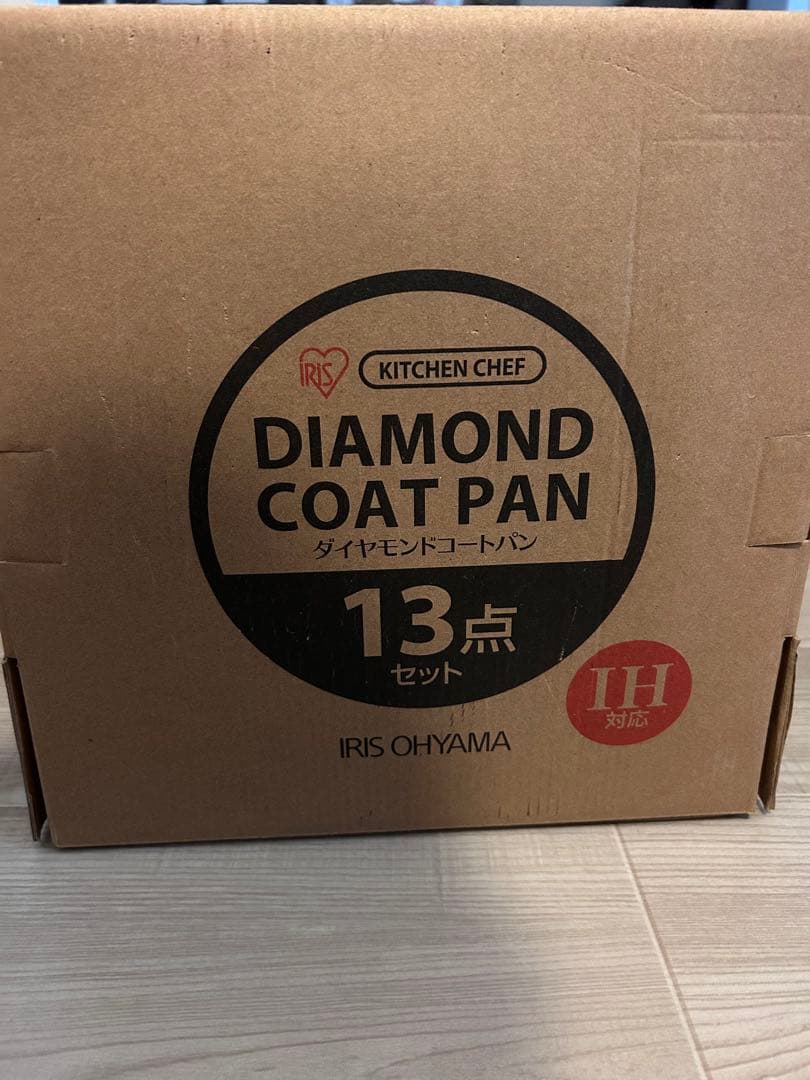 IRIS KITCHEN CHEF
DIAMOND
COAT PAN
ダイヤモンドコートパン
13点
セット
IH
対応
IRIS OHYAMA